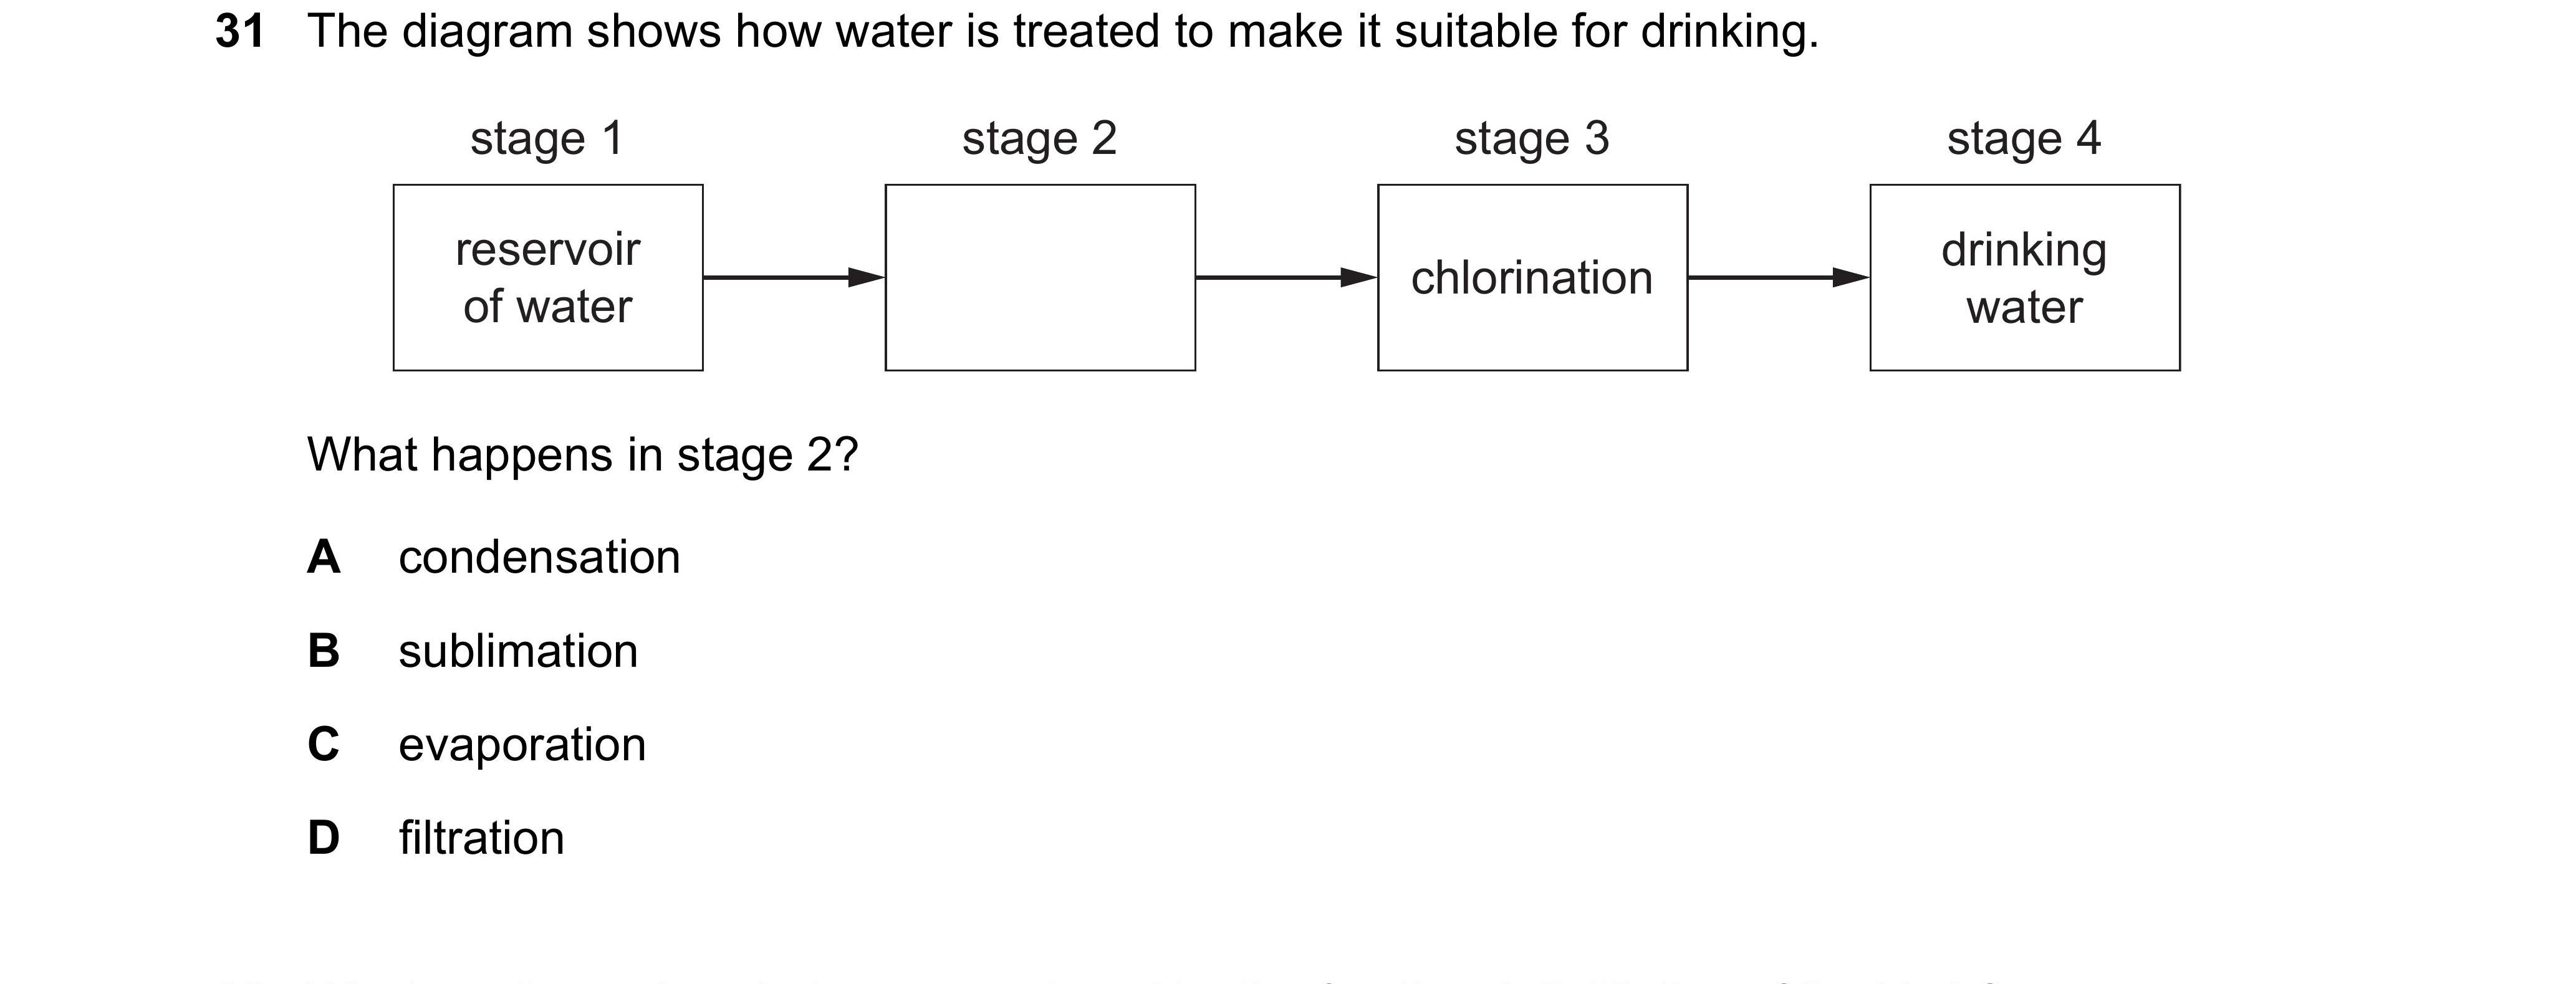 31 The diagram shows how water is treated to make it suitable for drinking.
stage 1 stage 2 stage 3 stage 4
reservoir
of water
chlorination
drinking
water
What happens in stage 2?
A condensation
B sublimation
C evaporation
D filtration